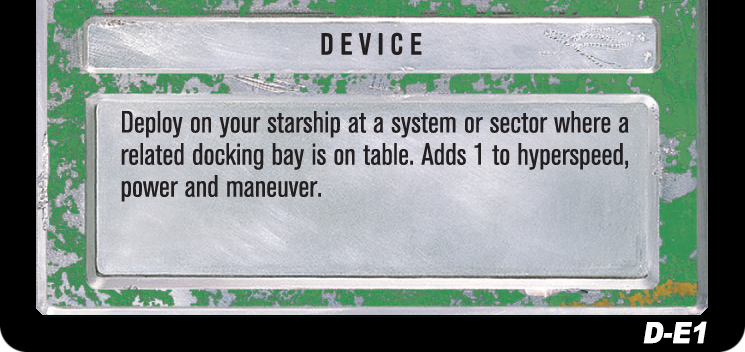 DEVICE
Deploy on your starship at a system or sector where a
related docking bay is on table. Adds 1 to hyperspeed,
power and maneuver.
D-E1